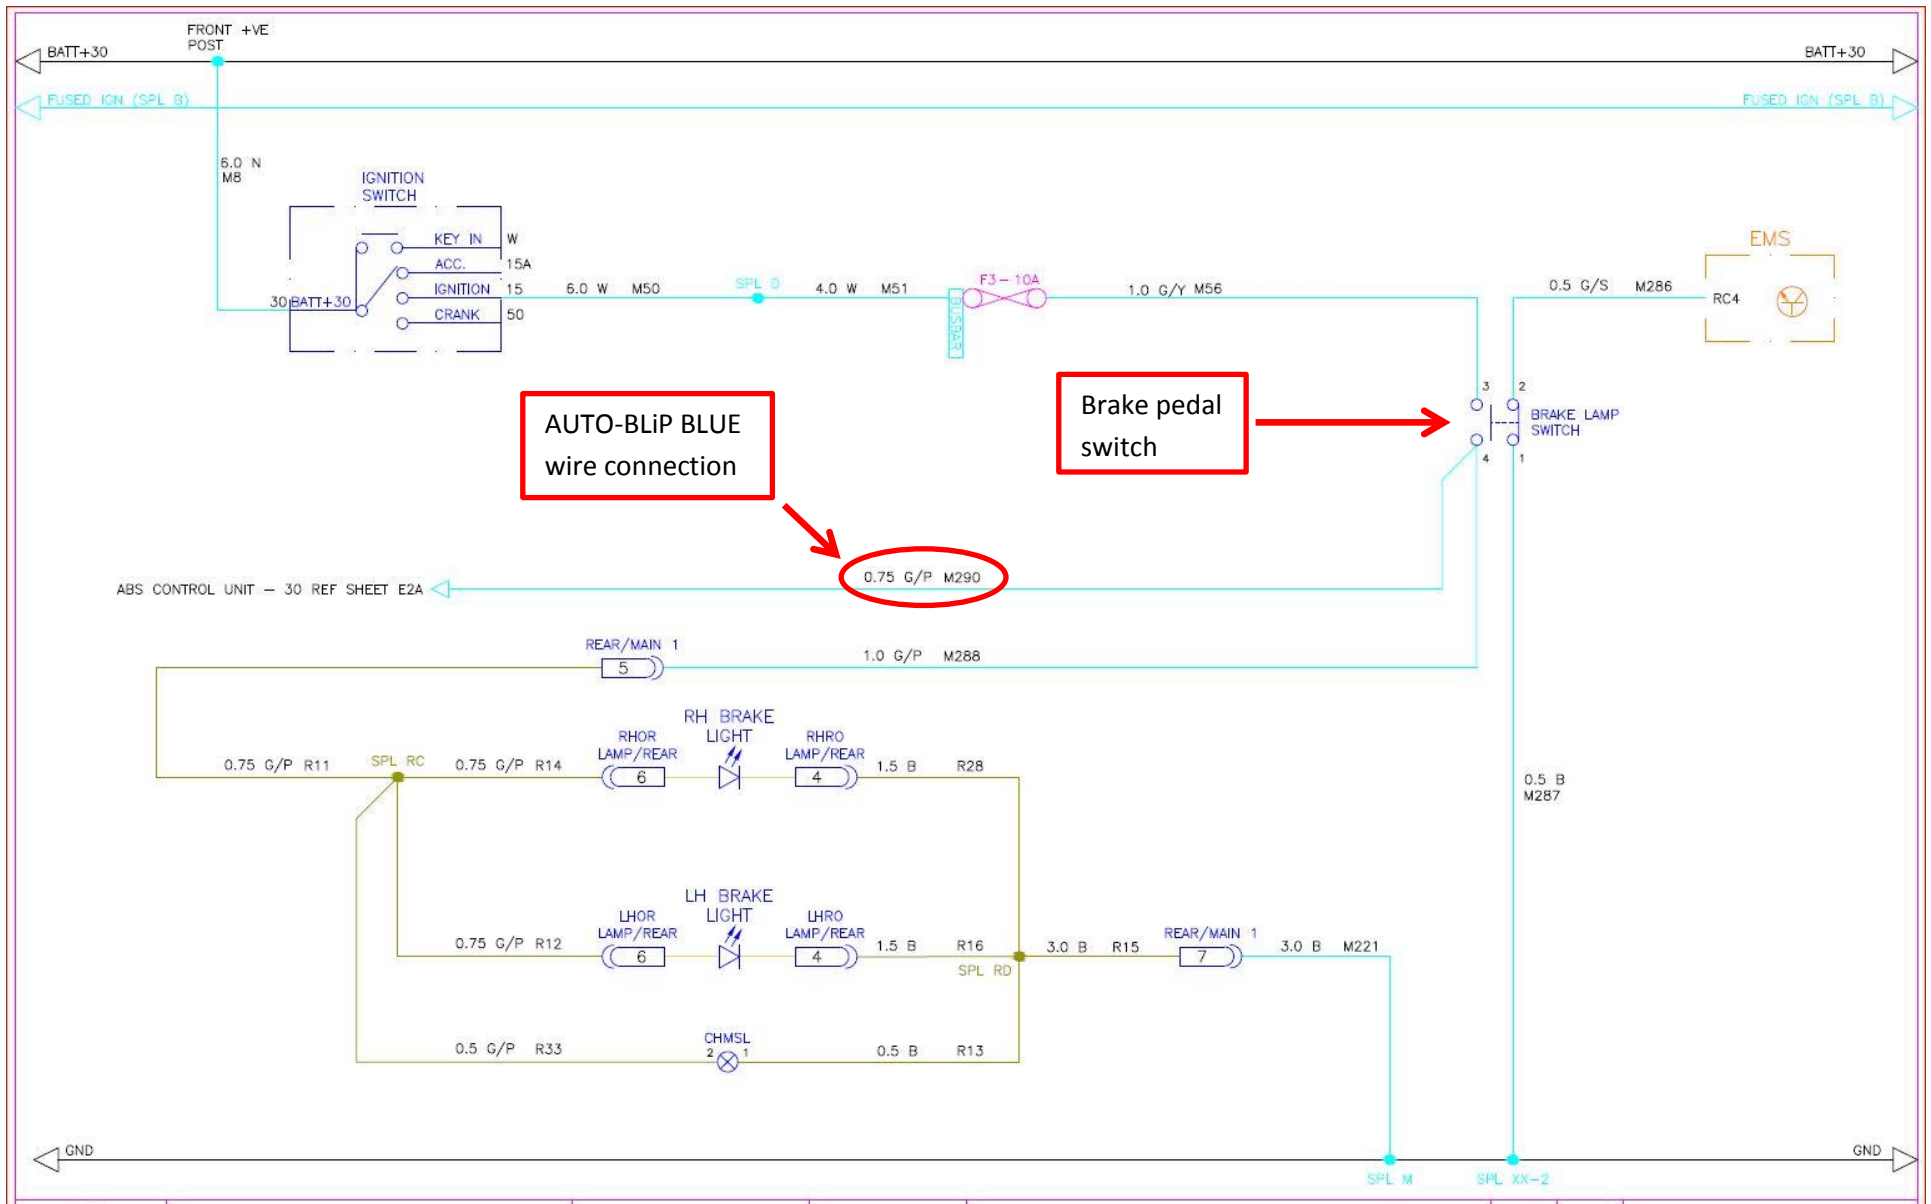 FRONT +VE
POST
BATT+30
BATT+30
FUSED IGN (SPL B)
FUSED IGN (SPL B)
6.0 N
M8
IGNITION
SWITCH
KEY IN W
ACC. 15A
IGNITION 15
CRANK 50
30 BATT+30
6.0 W M50
SPL D
4.0 W M51
BUSBAR
F3-10A
1.0 G/Y M56
0.5 G/S M286
EMS
RC4
AUTO-BLiP BLUE
wire connection
Brake pedal
switch
3 2
BRAKE LAMP
SWITCH
4 1
0.75 G/P M290
ABS CONTROL UNIT – 30 REF SHEET E2A
REAR/MAIN 1
5
1.0 G/P M288
RH BRAKE
LIGHT
RHOR
LAMP/REAR
6
RHRO
LAMP/REAR
4
0.75 G/P R11
SPL RC
0.75 G/P R14
1.5 B R28
0.5 B
M287
LH BRAKE
LIGHT
LHOR
LAMP/REAR
6
LHRO
LAMP/REAR
4
0.75 G/P R12
1.5 B R16
SPL RD
3.0 B R15
REAR/MAIN 1
7
3.0 B M221
CHMSL
2 1
0.5 G/P R33
0.5 B R13
GND
GND
SPL M
SPL XX-2